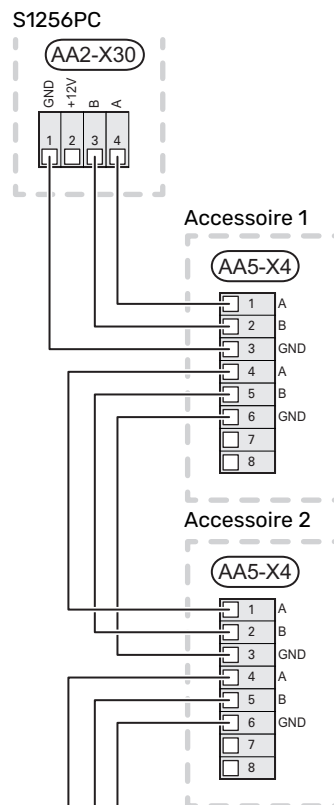 S1256PC
AA2-X30
GND +12V B A
1 2 3 4
Accessoire 1
AA5-X4
1 A
2 B
3 GND
4 A
5 B
6 GND
7
8
Accessoire 2
AA5-X4
1 A
2 B
3 GND
4 A
5 B
6 GND
7
8